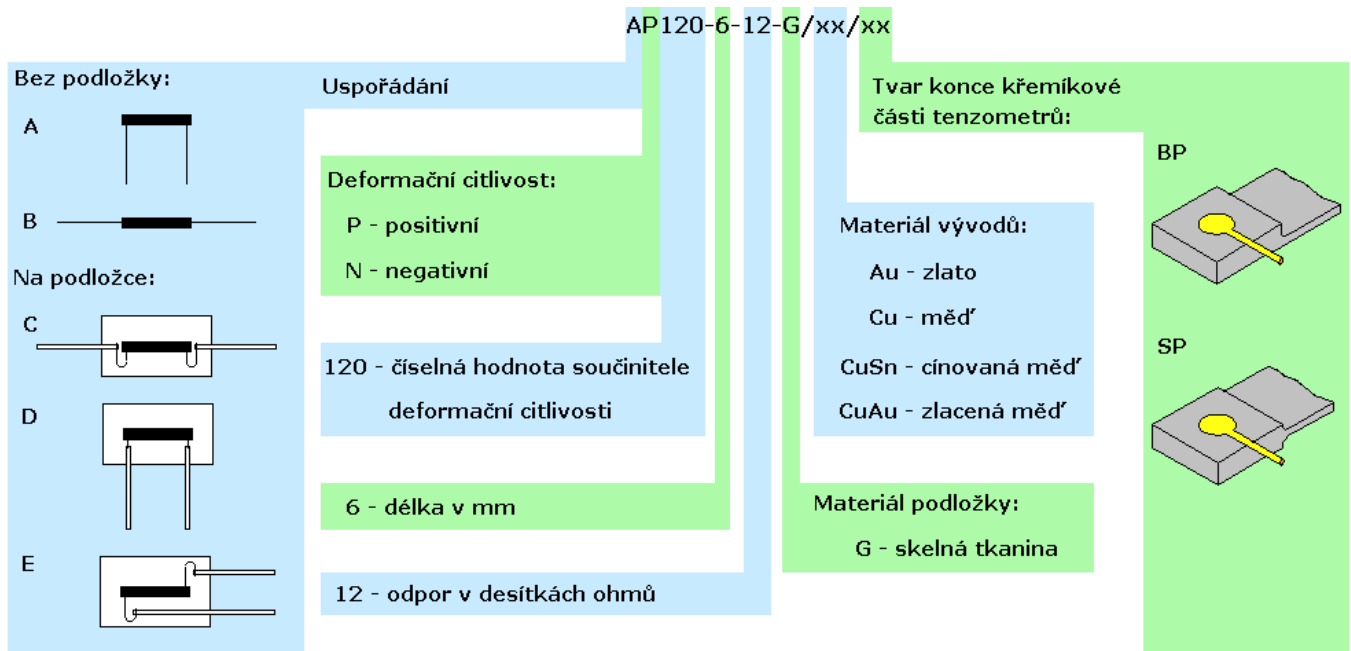 AP120-6-12-G/xx/xx
Bez podložky:
A
B
Na podložce:
C
D
E
Uspořádání
Deformační citlivost:
P - positivní
N - negativní
120 - číselná hodnota součinitele
deformační citlivosti
6 - délka v mm
12 - odpor v desítkách ohmů
Tvar konce křemíkové
části tenzometrů:
BP
SP
Materiál vývodů:
Au - zlato
Cu - měď
CuSn - cínovaná měď
CuAu - zlacená měď
Materiál podložky:
G - skelná tkanina